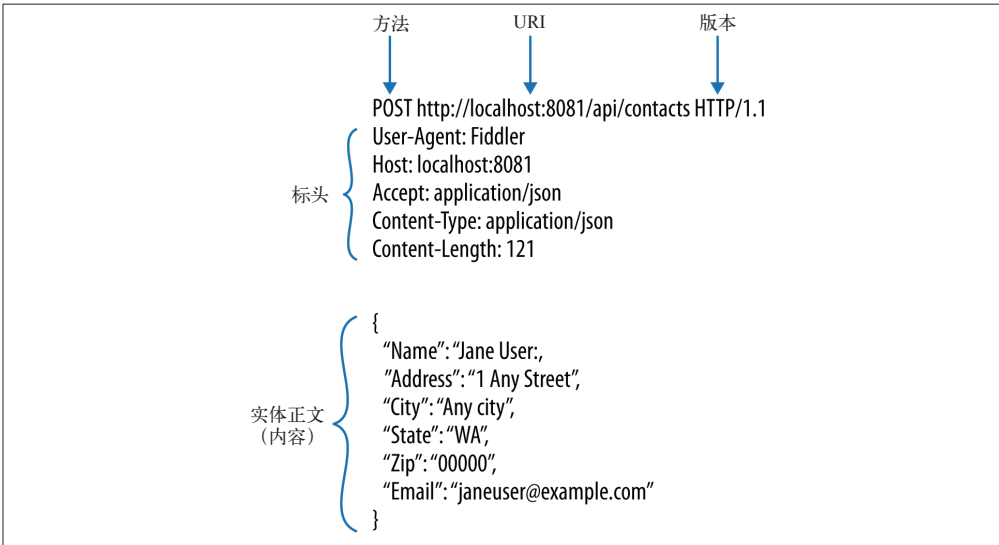 方法 URI 版本
POST http://localhost:8081/api/contacts HTTP/1.1
User-Agent: Fiddler
Host: localhost:8081
标头 Accept: application/json
Content-Type: application/json
Content-Length: 121
{
“Name”: “Jane User:,
”Address”: “1 Any Street”,
“City”: “Any city”,
实体正文
（内容）
“State”: “WA”,
“Zip”: “00000”,
“Email”: “janeuser@example.com”
}